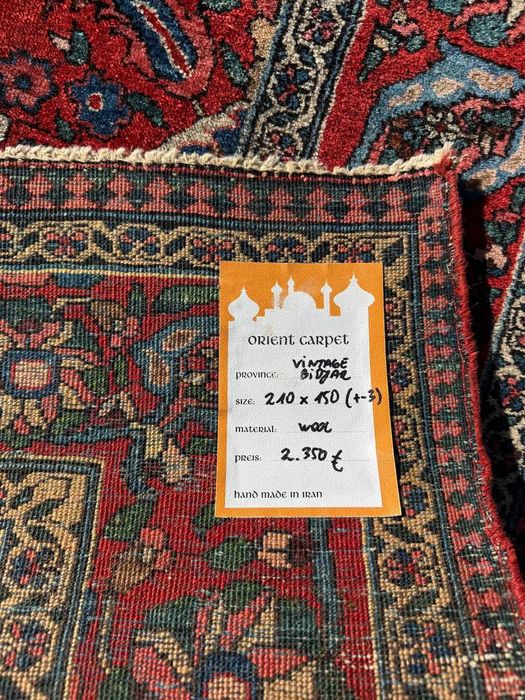 ORIENT CARPET
PROVINCE: VINTAGE
BIDJAR
SIZE: 210 x 150 (+-3)
MATERIAL: wool
PREIS: 2.350 €
HAND MADE IN IRAN